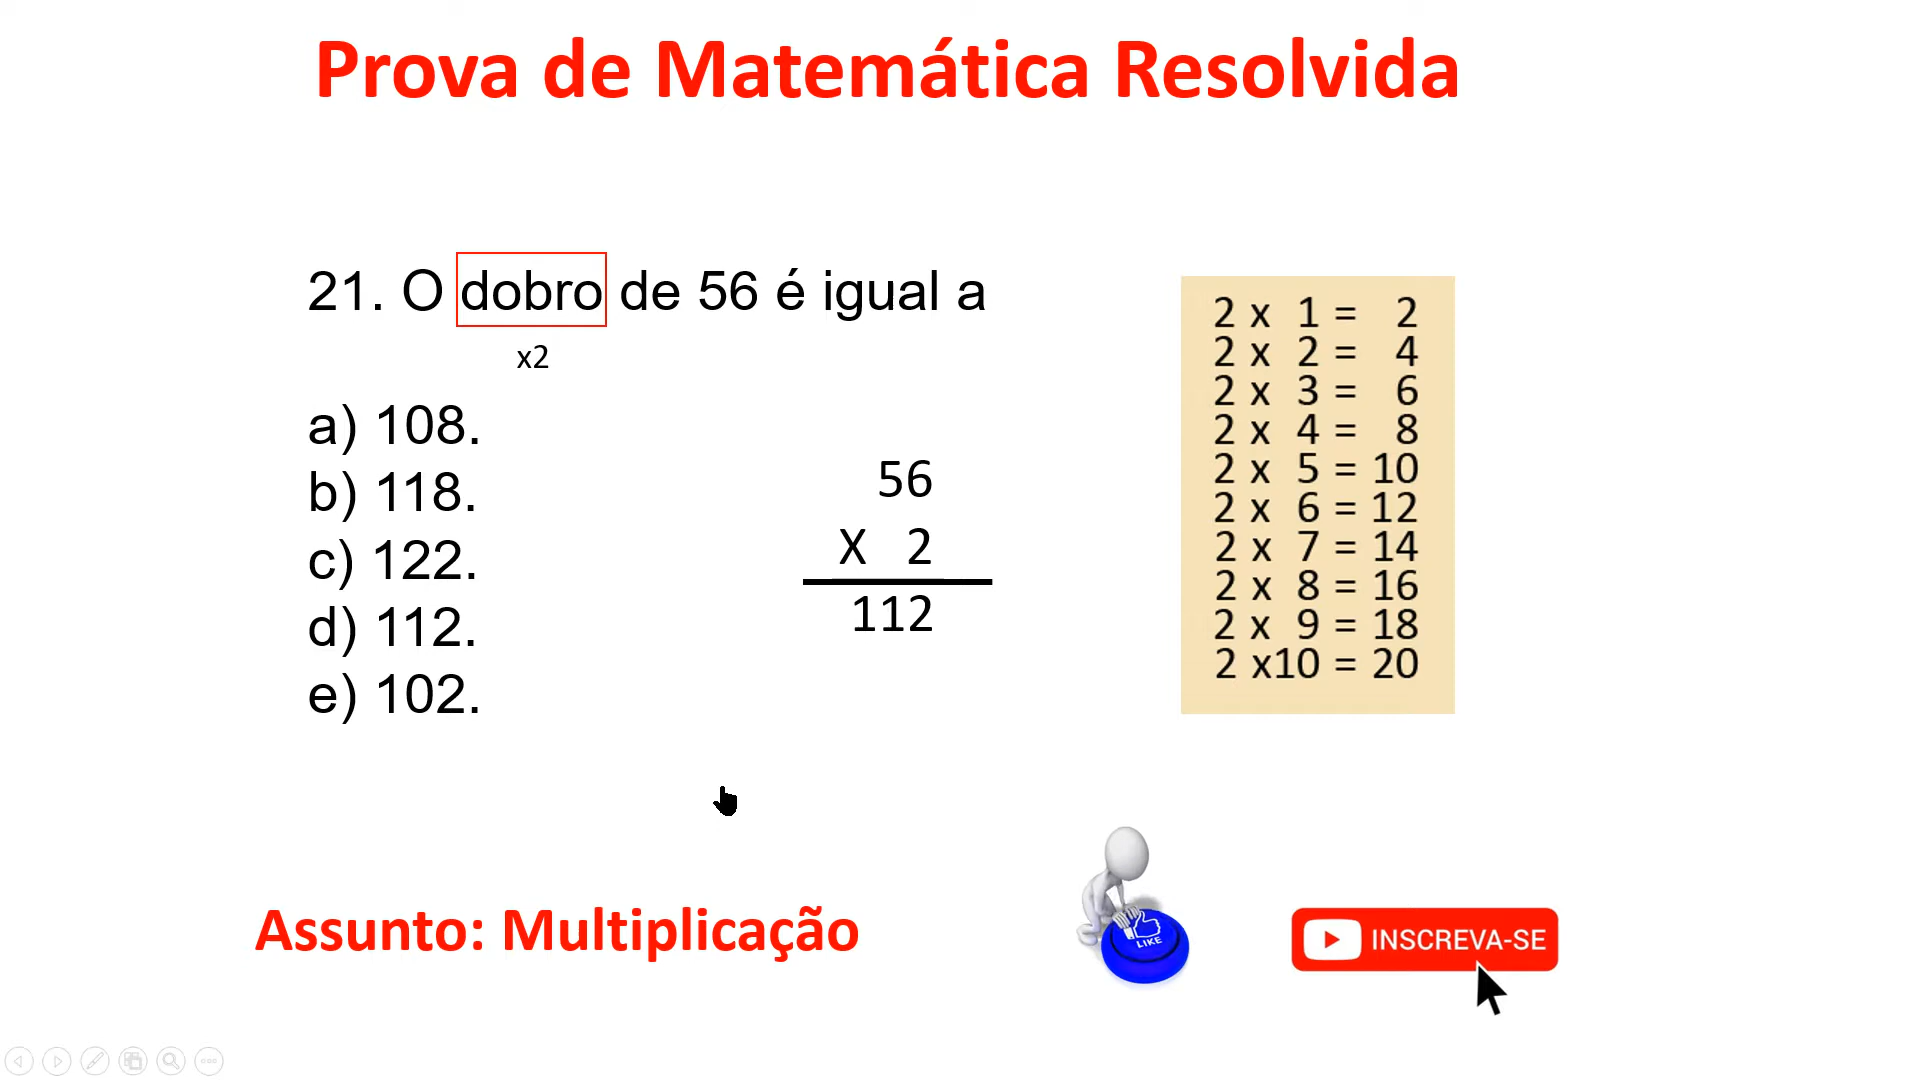 Prova de Matemática Resolvida
21. O dobro de 56 é igual a
x2
a) 108.
b) 118.
c) 122.
d) 112.
e) 102.
56
X 2
112
2 x 1 = 2
2 x 2 = 4
2 x 3 = 6
2 x 4 = 8
2 x 5 = 10
2 x 6 = 12
2 x 7 = 14
2 x 8 = 16
2 x 9 = 18
2 x10 = 20
Assunto: Multiplicação
LIKE
INSCREVA-SE